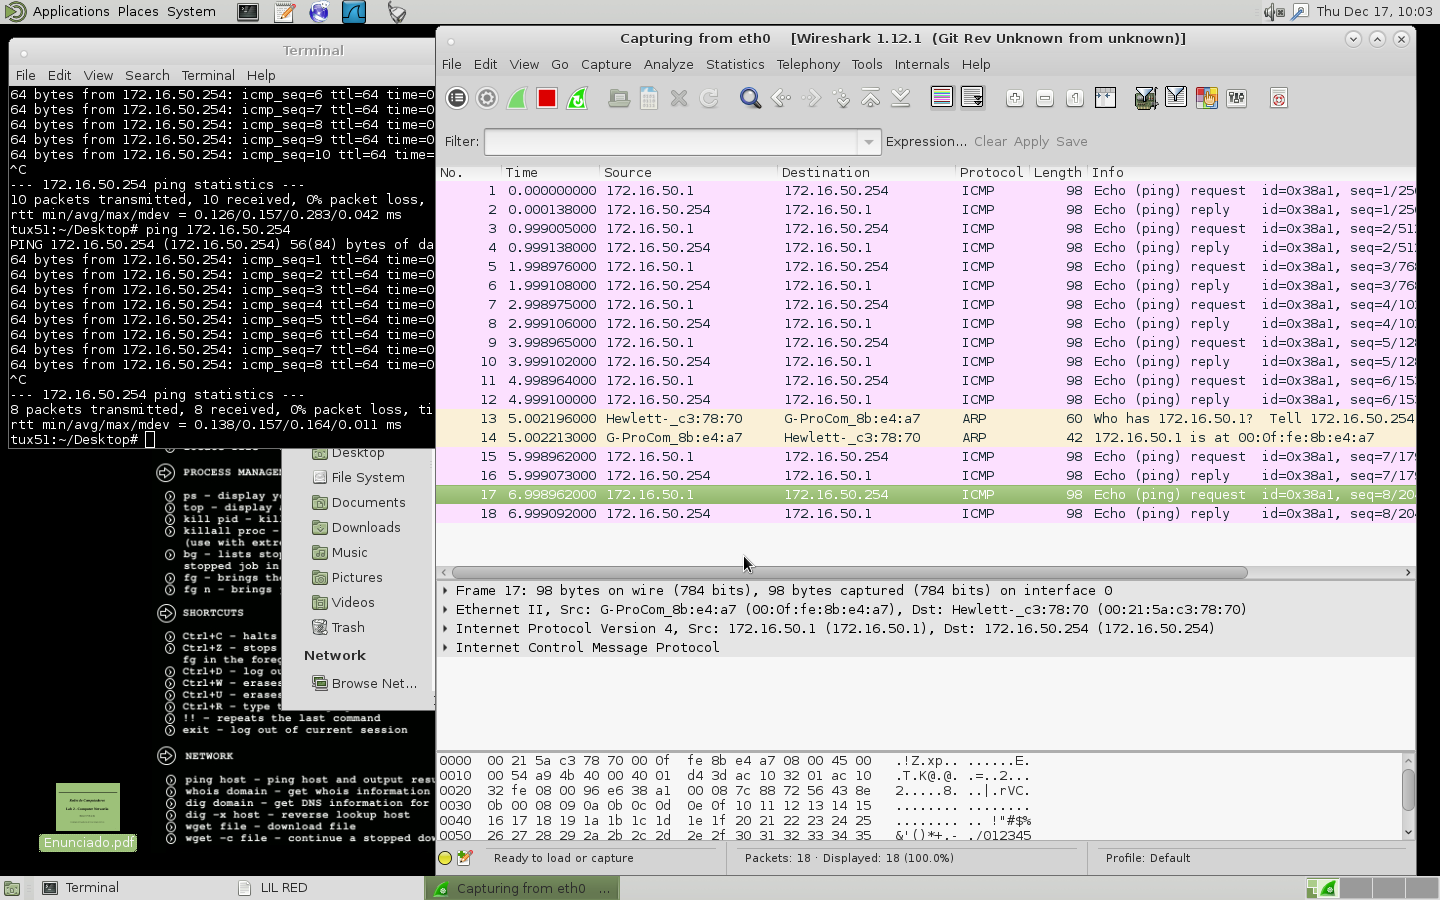 Applications Places System
Thu Dec 17, 10:03
Terminal
File Edit View Search Terminal Help
64 bytes from 172.16.50.254: icmp_seq=6 ttl=64 time=0
64 bytes from 172.16.50.254: icmp_seq=7 ttl=64 time=0
64 bytes from 172.16.50.254: icmp_seq=8 ttl=64 time=0
64 bytes from 172.16.50.254: icmp_seq=9 ttl=64 time=0
64 bytes from 172.16.50.254: icmp_seq=10 ttl=64 time=
^C
--- 172.16.50.254 ping statistics ---
10 packets transmitted, 10 received, 0% packet loss,
rtt min/avg/max/mdev = 0.126/0.157/0.283/0.042 ms
tux51:~/Desktop# ping 172.16.50.254
PING 172.16.50.254 (172.16.50.254) 56(84) bytes of da
64 bytes from 172.16.50.254: icmp_seq=1 ttl=64 time=0
64 bytes from 172.16.50.254: icmp_seq=2 ttl=64 time=0
64 bytes from 172.16.50.254: icmp_seq=3 ttl=64 time=0
64 bytes from 172.16.50.254: icmp_seq=4 ttl=64 time=0
64 bytes from 172.16.50.254: icmp_seq=5 ttl=64 time=0
64 bytes from 172.16.50.254: icmp_seq=6 ttl=64 time=0
64 bytes from 172.16.50.254: icmp_seq=7 ttl=64 time=0
64 bytes from 172.16.50.254: icmp_seq=8 ttl=64 time=0
^C
--- 172.16.50.254 ping statistics ---
8 packets transmitted, 8 received, 0% packet loss, ti
rtt min/avg/max/mdev = 0.138/0.157/0.164/0.011 ms
tux51:~/Desktop#
PROCESS MANAGEM
ps - display y
top - display a
kill pid - kil
killall proc -
(use with extr
bg - lists stop
stopped job in
fg - brings th
fg n - brings
SHORTCUTS
Ctrl+C - halts
Ctrl+Z - stops
fg in the foreg
Ctrl+D - log ou
Ctrl+W - erases
Ctrl+U - erases
Ctrl+R - type t
!! - repeats the last command
exit - log out of current session
NETWORK
ping host - ping host and output resu
whois domain - get whois information
dig domain - get DNS information for
dig -x host - reverse lookup host
wget file - download file
wget -c file - continue a stopped dow
Enunciado.pdf
Desktop
File System
Documents
Downloads
Music
Pictures
Videos
Trash
Network
Browse Net...
Capturing from eth0 [Wireshark 1.12.1 (Git Rev Unknown from unknown)]
File Edit View Go Capture Analyze Statistics Telephony Tools Internals Help
Filter: Expression... Clear Apply Save
No. Time Source Destination Protocol Length Info
1 0.000000000 172.16.50.1 172.16.50.254 ICMP 98 Echo (ping) request id=0x38a1, seq=1/256
2 0.000138000 172.16.50.254 172.16.50.1 ICMP 98 Echo (ping) reply id=0x38a1, seq=1/256
3 0.999005000 172.16.50.1 172.16.50.254 ICMP 98 Echo (ping) request id=0x38a1, seq=2/512
4 0.999138000 172.16.50.254 172.16.50.1 ICMP 98 Echo (ping) reply id=0x38a1, seq=2/512
5 1.998976000 172.16.50.1 172.16.50.254 ICMP 98 Echo (ping) request id=0x38a1, seq=3/768
6 1.999108000 172.16.50.254 172.16.50.1 ICMP 98 Echo (ping) reply id=0x38a1, seq=3/768
7 2.998975000 172.16.50.1 172.16.50.254 ICMP 98 Echo (ping) request id=0x38a1, seq=4/102
8 2.999106000 172.16.50.254 172.16.50.1 ICMP 98 Echo (ping) reply id=0x38a1, seq=4/102
9 3.998965000 172.16.50.1 172.16.50.254 ICMP 98 Echo (ping) request id=0x38a1, seq=5/128
10 3.999102000 172.16.50.254 172.16.50.1 ICMP 98 Echo (ping) reply id=0x38a1, seq=5/128
11 4.998964000 172.16.50.1 172.16.50.254 ICMP 98 Echo (ping) request id=0x38a1, seq=6/153
12 4.999100000 172.16.50.254 172.16.50.1 ICMP 98 Echo (ping) reply id=0x38a1, seq=6/153
13 5.002196000 Hewlett-_c3:78:70 G-ProCom_8b:e4:a7 ARP 60 Who has 172.16.50.1? Tell 172.16.50.254
14 5.002213000 G-ProCom_8b:e4:a7 Hewlett-_c3:78:70 ARP 42 172.16.50.1 is at 00:0f:fe:8b:e4:a7
15 5.998962000 172.16.50.1 172.16.50.254 ICMP 98 Echo (ping) request id=0x38a1, seq=7/179
16 5.999073000 172.16.50.254 172.16.50.1 ICMP 98 Echo (ping) reply id=0x38a1, seq=7/179
17 6.998962000 172.16.50.1 172.16.50.254 ICMP 98 Echo (ping) request id=0x38a1, seq=8/204
18 6.999092000 172.16.50.254 172.16.50.1 ICMP 98 Echo (ping) reply id=0x38a1, seq=8/204
Frame 17: 98 bytes on wire (784 bits), 98 bytes captured (784 bits) on interface 0
Ethernet II, Src: G-ProCom_8b:e4:a7 (00:0f:fe:8b:e4:a7), Dst: Hewlett-_c3:78:70 (00:21:5a:c3:78:70)
Internet Protocol Version 4, Src: 172.16.50.1 (172.16.50.1), Dst: 172.16.50.254 (172.16.50.254)
Internet Control Message Protocol
0000 00 21 5a c3 78 70 00 0f fe 8b e4 a7 08 00 45 00 .!Z.xp.. ......E.
0010 00 54 a9 4b 40 00 40 01 d4 3d ac 10 32 01 ac 10 .T.K@.@. .=..2...
0020 32 fe 08 00 96 e6 38 a1 00 08 7c 88 72 56 43 8e 2.....8. ..|.rVC.
0030 0b 00 08 09 0a 0b 0c 0d 0e 0f 10 11 12 13 14 15 ........ ........
0040 16 17 18 19 1a 1b 1c 1d 1e 1f 20 21 22 23 24 25 ........ .. !"#$%
0050 26 27 28 29 2a 2b 2c 2d 2e 2f 30 31 32 33 34 35 &'()*+,- ./012345
Ready to load or capture
Packets: 18 · Displayed: 18 (100.0%)
Profile: Default
Terminal
LIL RED
Capturing from eth0 ...